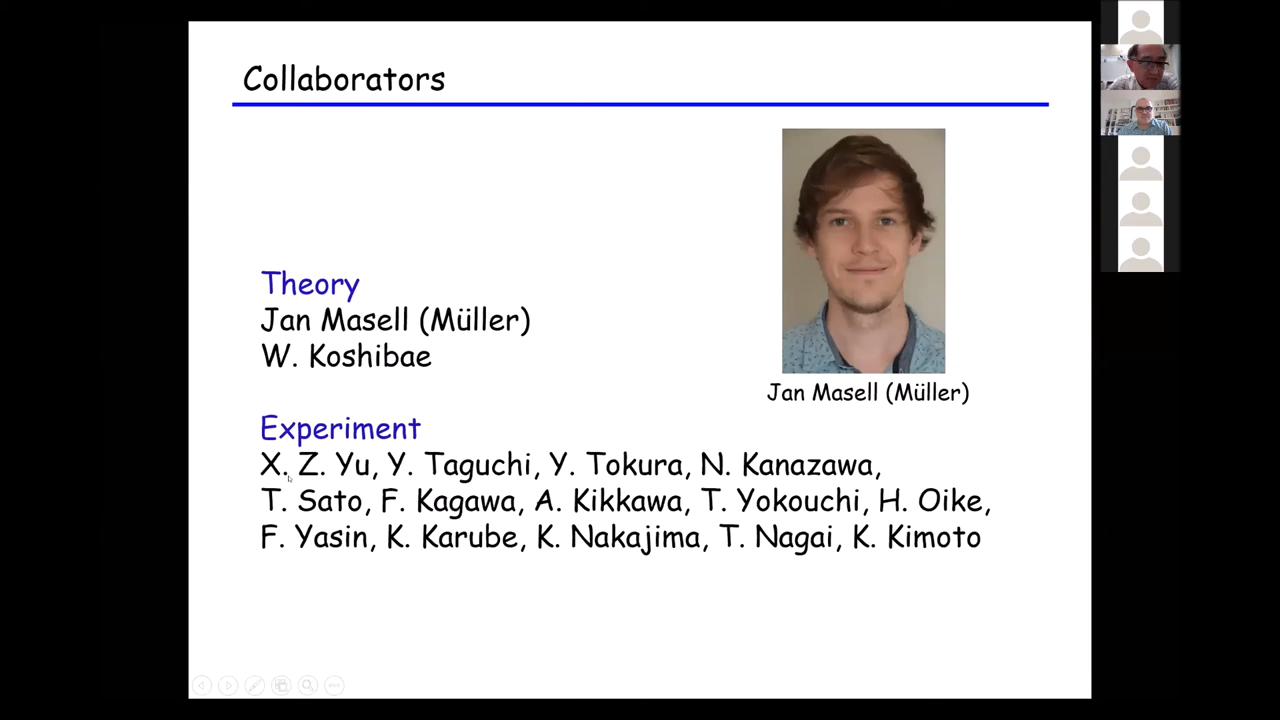 Collaborators
Theory
Jan Masell (Müller)
W. Koshibae
Jan Masell (Müller)
Experiment
X. Z. Yu, Y. Taguchi, Y. Tokura, N. Kanazawa,
T. Sato, F. Kagawa, A. Kikkawa, T. Yokouchi, H. Oike,
F. Yasin, K. Karube, K. Nakajima, T. Nagai, K. Kimoto